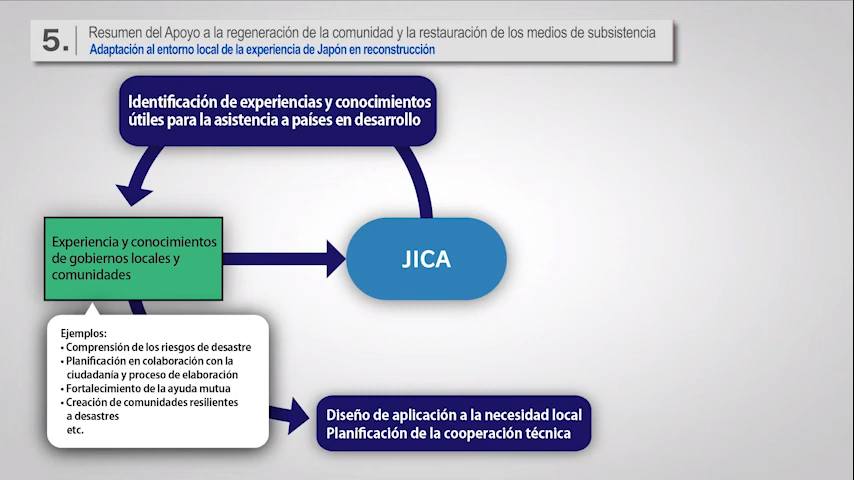 5.
Resumen del Apoyo a la regeneración de la comunidad y la restauración de los medios de subsistencia
Adaptación al entorno local de la experiencia de Japón en reconstrucción
Identificación de experiencias y conocimientos
útiles para la asistencia a países en desarrollo
Experiencia y conocimientos
de gobiernos locales y
comunidades
JICA
Ejemplos:
• Comprensión de los riesgos de desastre
• Planificación en colaboración con la
ciudadanía y proceso de elaboración
• Fortalecimiento de la ayuda mutua
• Creación de comunidades resilientes
a desastres
etc.
Diseño de aplicación a la necesidad local
Planificación de la cooperación técnica